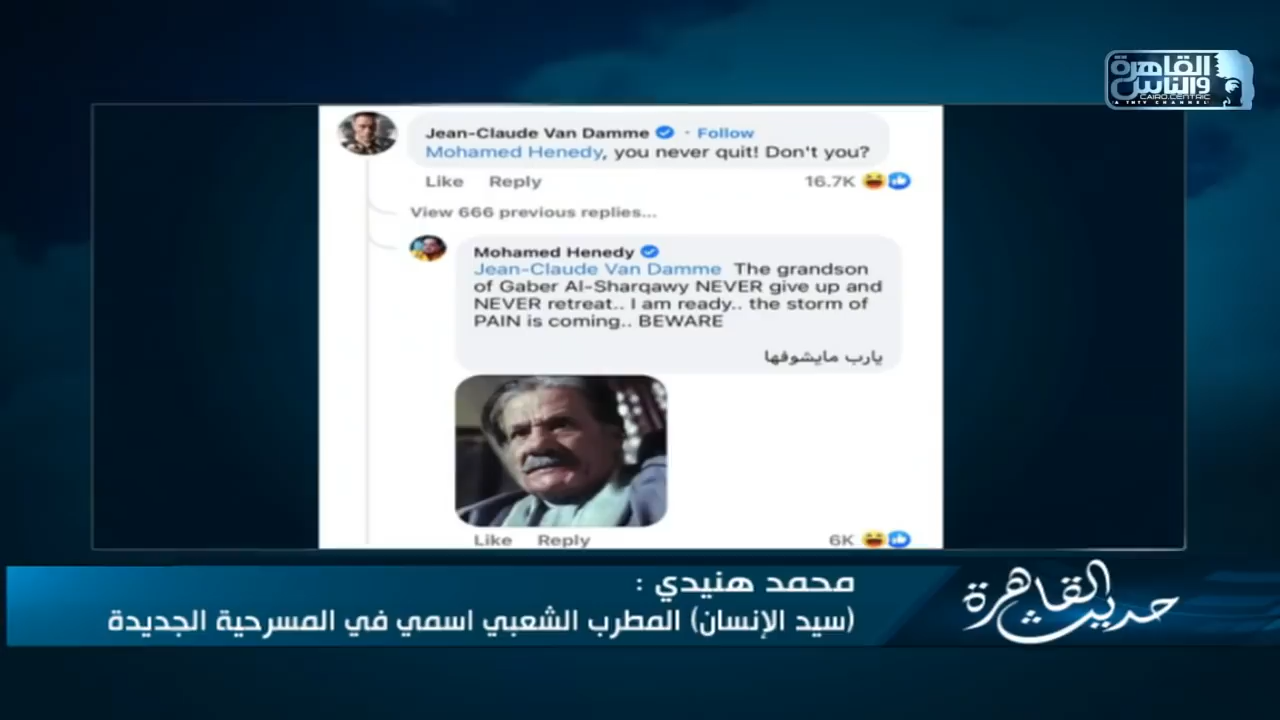 القاهرة
والناس
CAIRO.CENTRIC
A TNTV CHANNEL
Jean-Claude Van Damme · Follow
Mohamed Henedy, you never quit! Don't you?
Like Reply 16.7K
View 666 previous replies...
Mohamed Henedy
Jean-Claude Van Damme The grandson
of Gaber Al-Sharqawy NEVER give up and
NEVER retreat.. I am ready.. the storm of
PAIN is coming.. BEWARE
يارب مايشوفها
Like Reply 6K
حديث القاهرة
محمد هنيدي :
(سيد الإنسان) المطرب الشعبي اسمي في المسرحية الجديدة